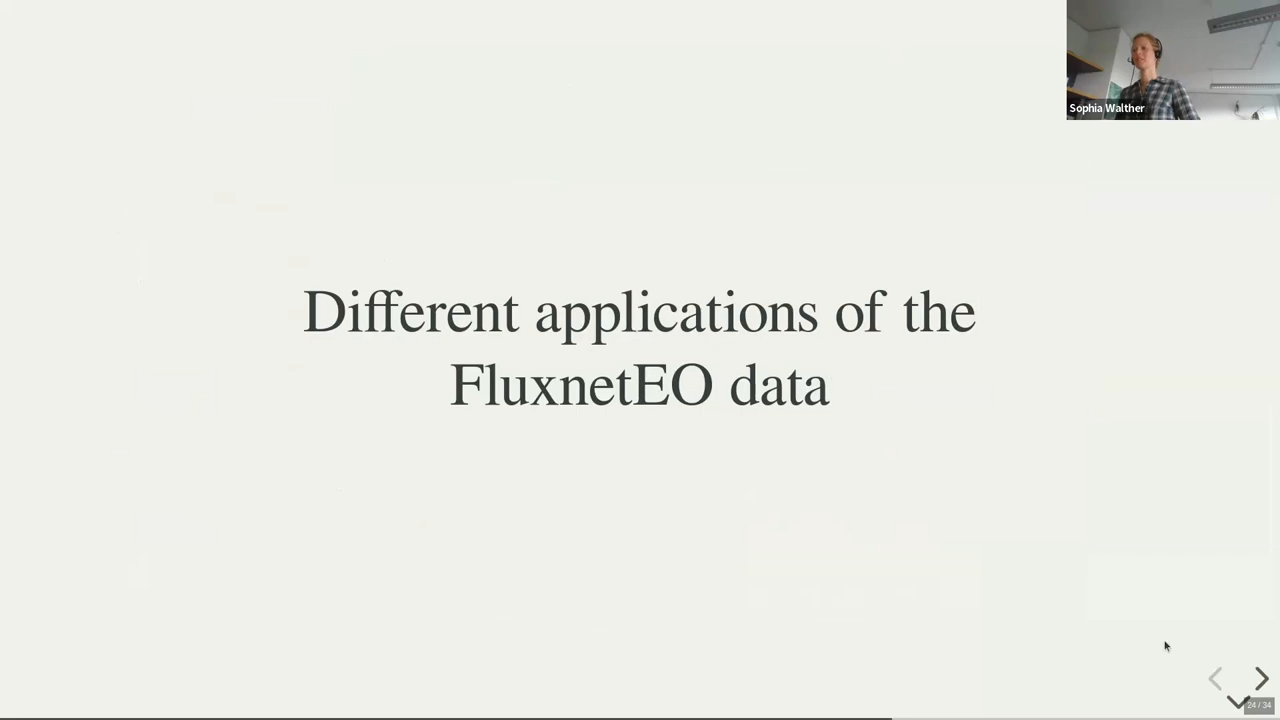 Sophia Walther
Different applications of the
FluxnetEO data
24 / 34